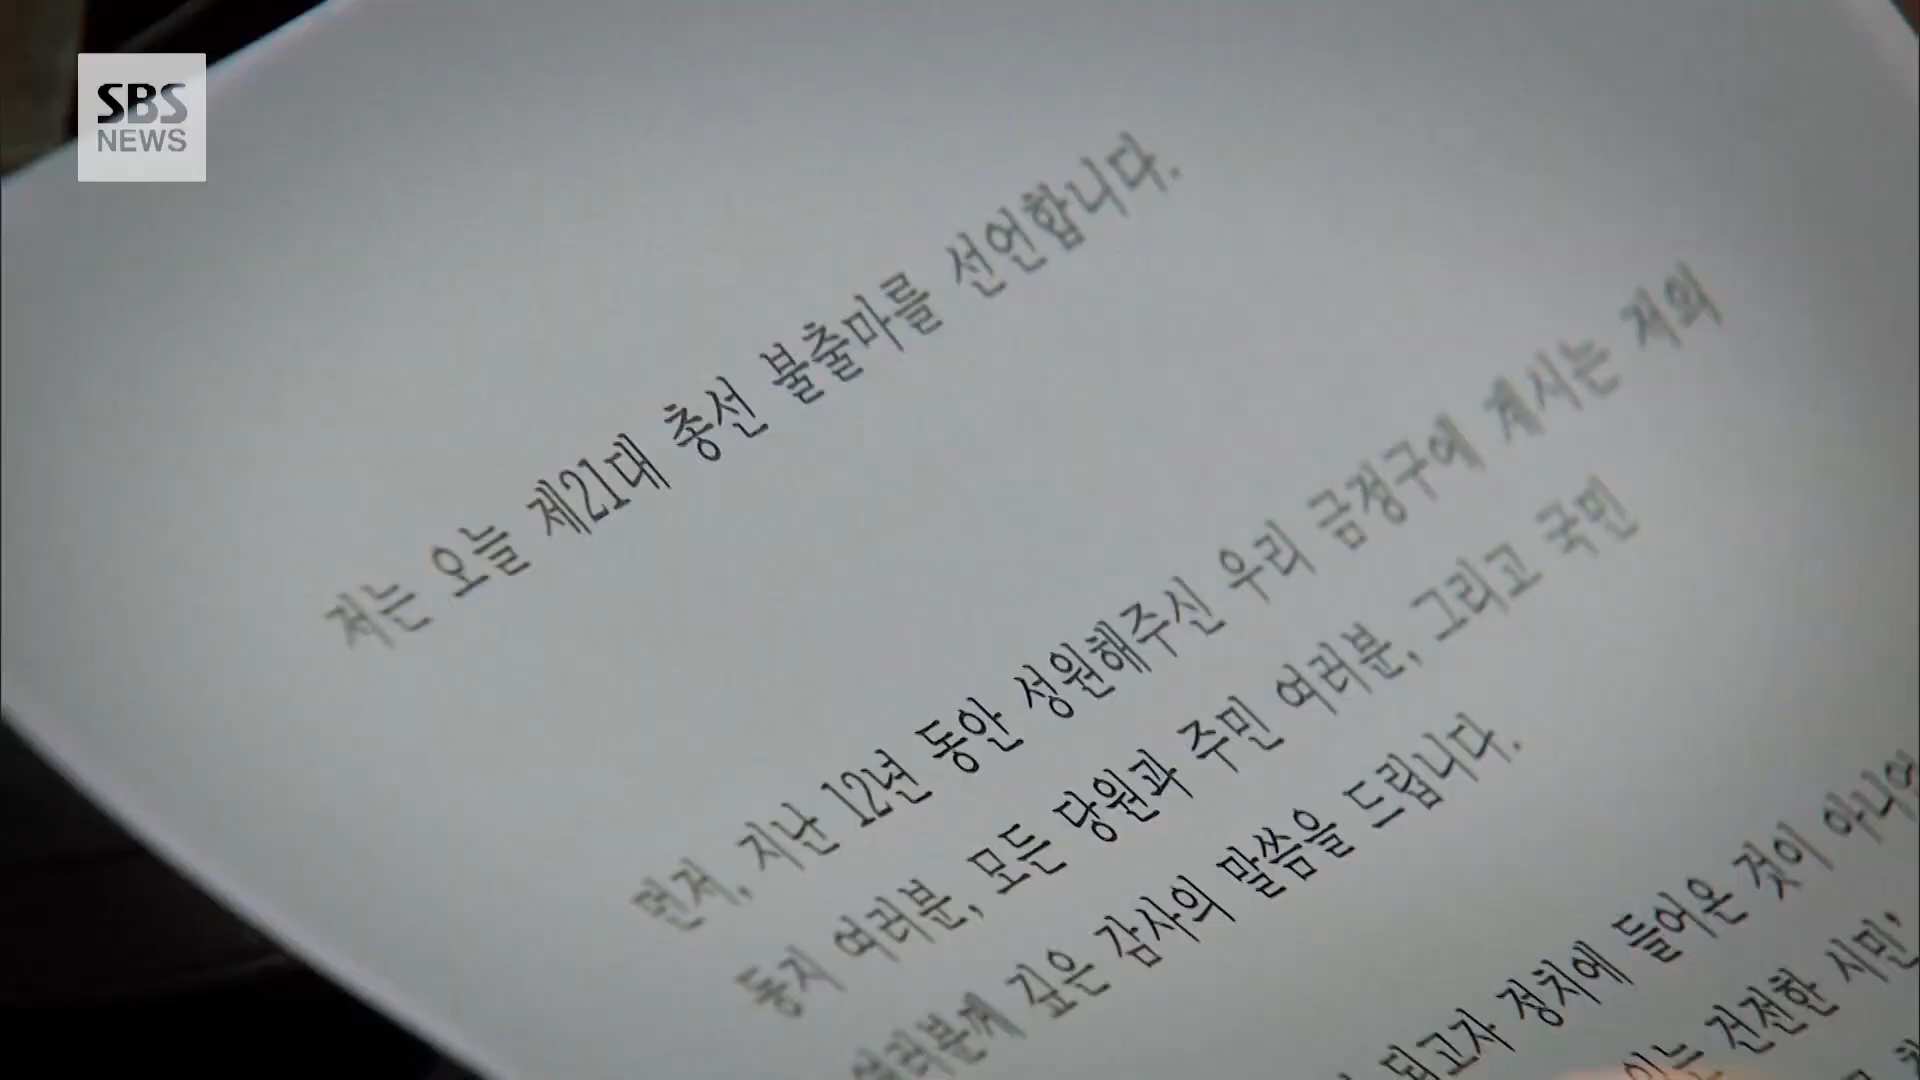 SBS
NEWS
저는 오늘 제21대 총선 불출마를 선언합니다.
먼저, 지난 12년 동안 성원해주신 우리 금정구에 계시는 저의
동지 여러분, 모든 당원과 주민 여러분, 그리고 국민
여러분께 깊은 감사의 말씀을 드립니다.
되고자 정치에 들어온 것이
건전한 시민